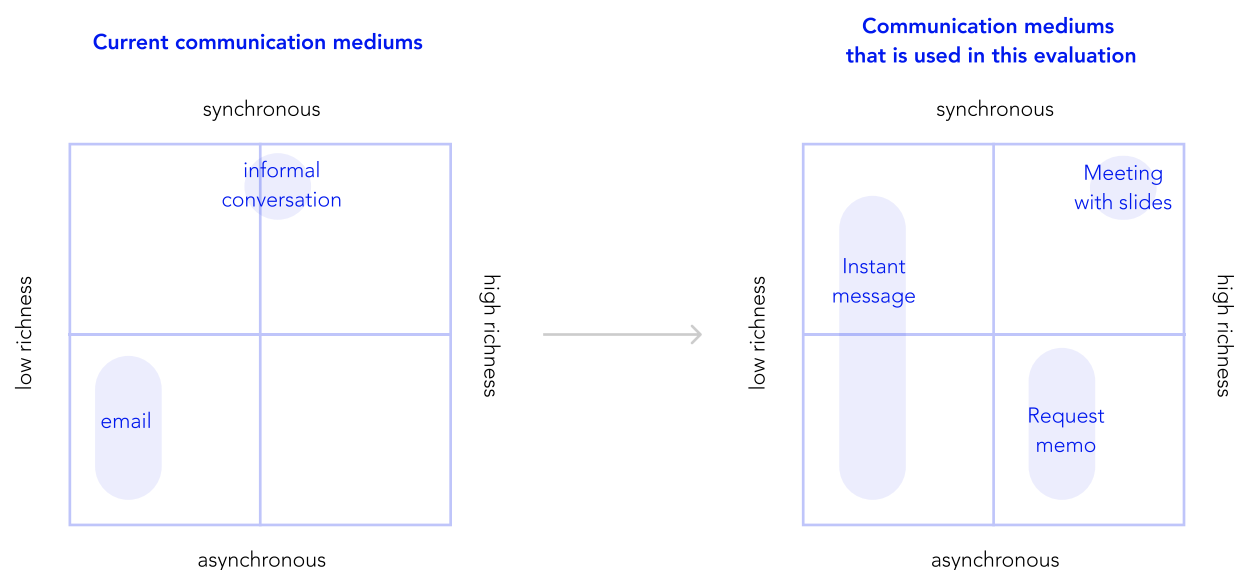 Current communication mediums
synchronous
informal
conversation
low richness
high richness
email
asynchronous
Communication mediums
that is used in this evaluation
synchronous
Meeting
with slides
Instant
message
low richness
high richness
Request
memo
asynchronous